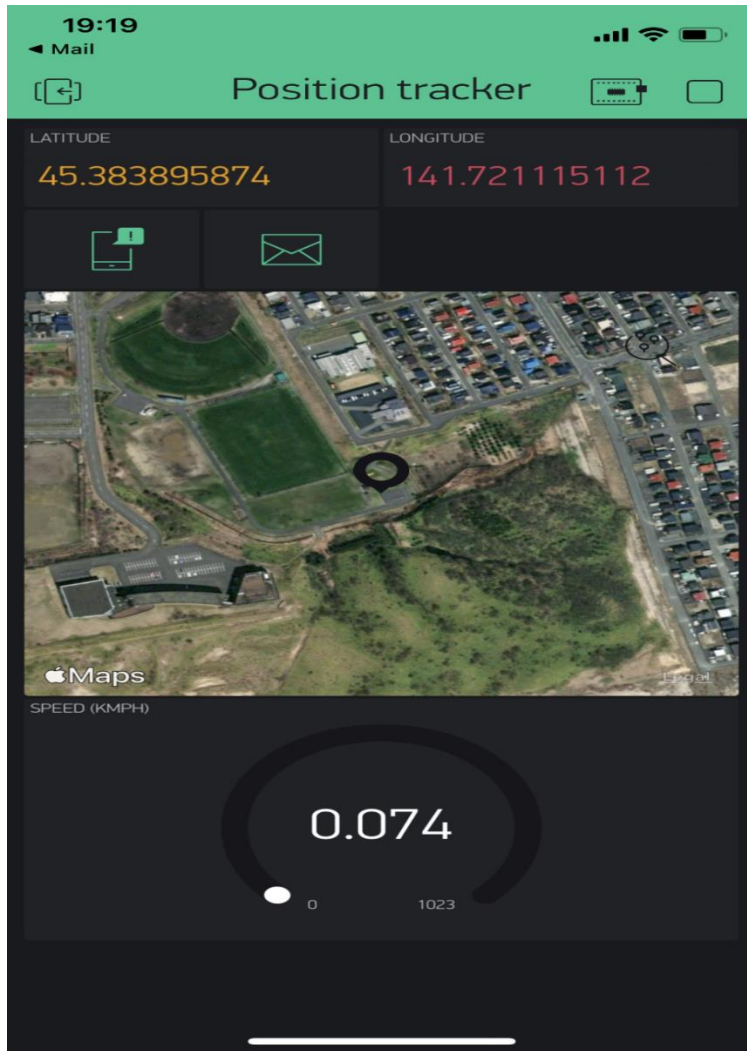 19:19
◀ Mail
Position tracker
LATITUDE
LONGITUDE
45.383895874
141.721115112
!
Maps
Legal
SPEED (KMPH)
0.074
0
1023